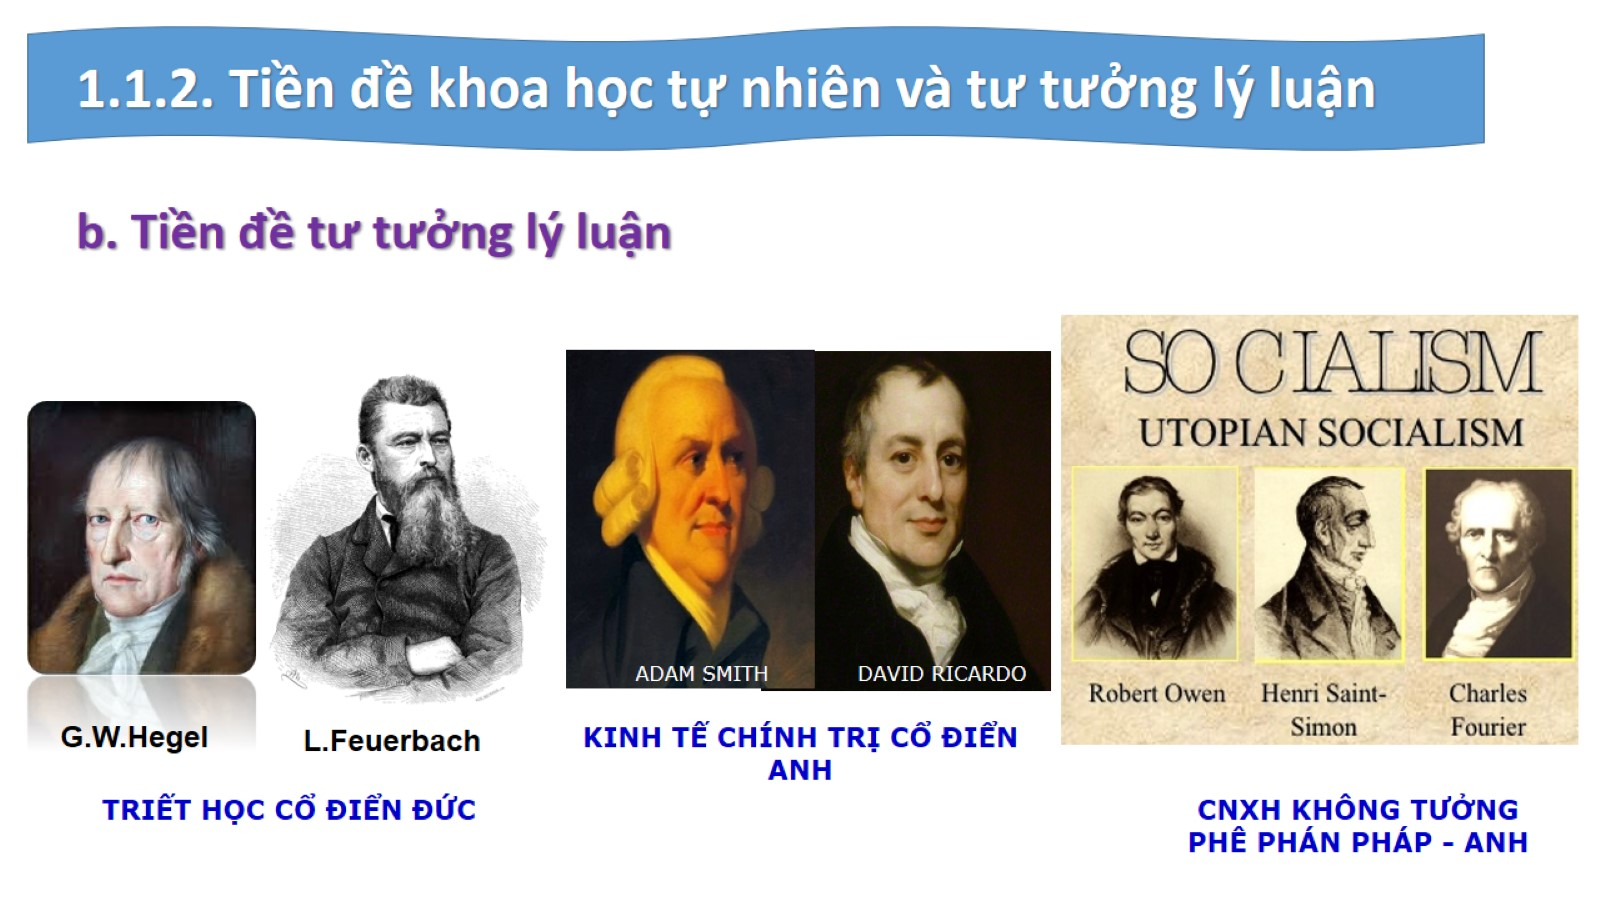 1.1.2. Tiền đề khoa học tự nhiên và tư tưởng lý luận
b. Tiền đề tư tưởng lý luận
G.W.Hegel
L.Feuerbach
TRIẾT HỌC CỔ ĐIỂN ĐỨC
ADAM SMITH
DAVID RICARDO
KINH TẾ CHÍNH TRỊ CỔ ĐIỂN
ANH
SOCIALISM
UTOPIAN SOCIALISM
Robert Owen
Henri Saint-
Simon
Charles
Fourier
CNXH KHÔNG TƯỞNG
PHÊ PHÁN PHÁP – ANH